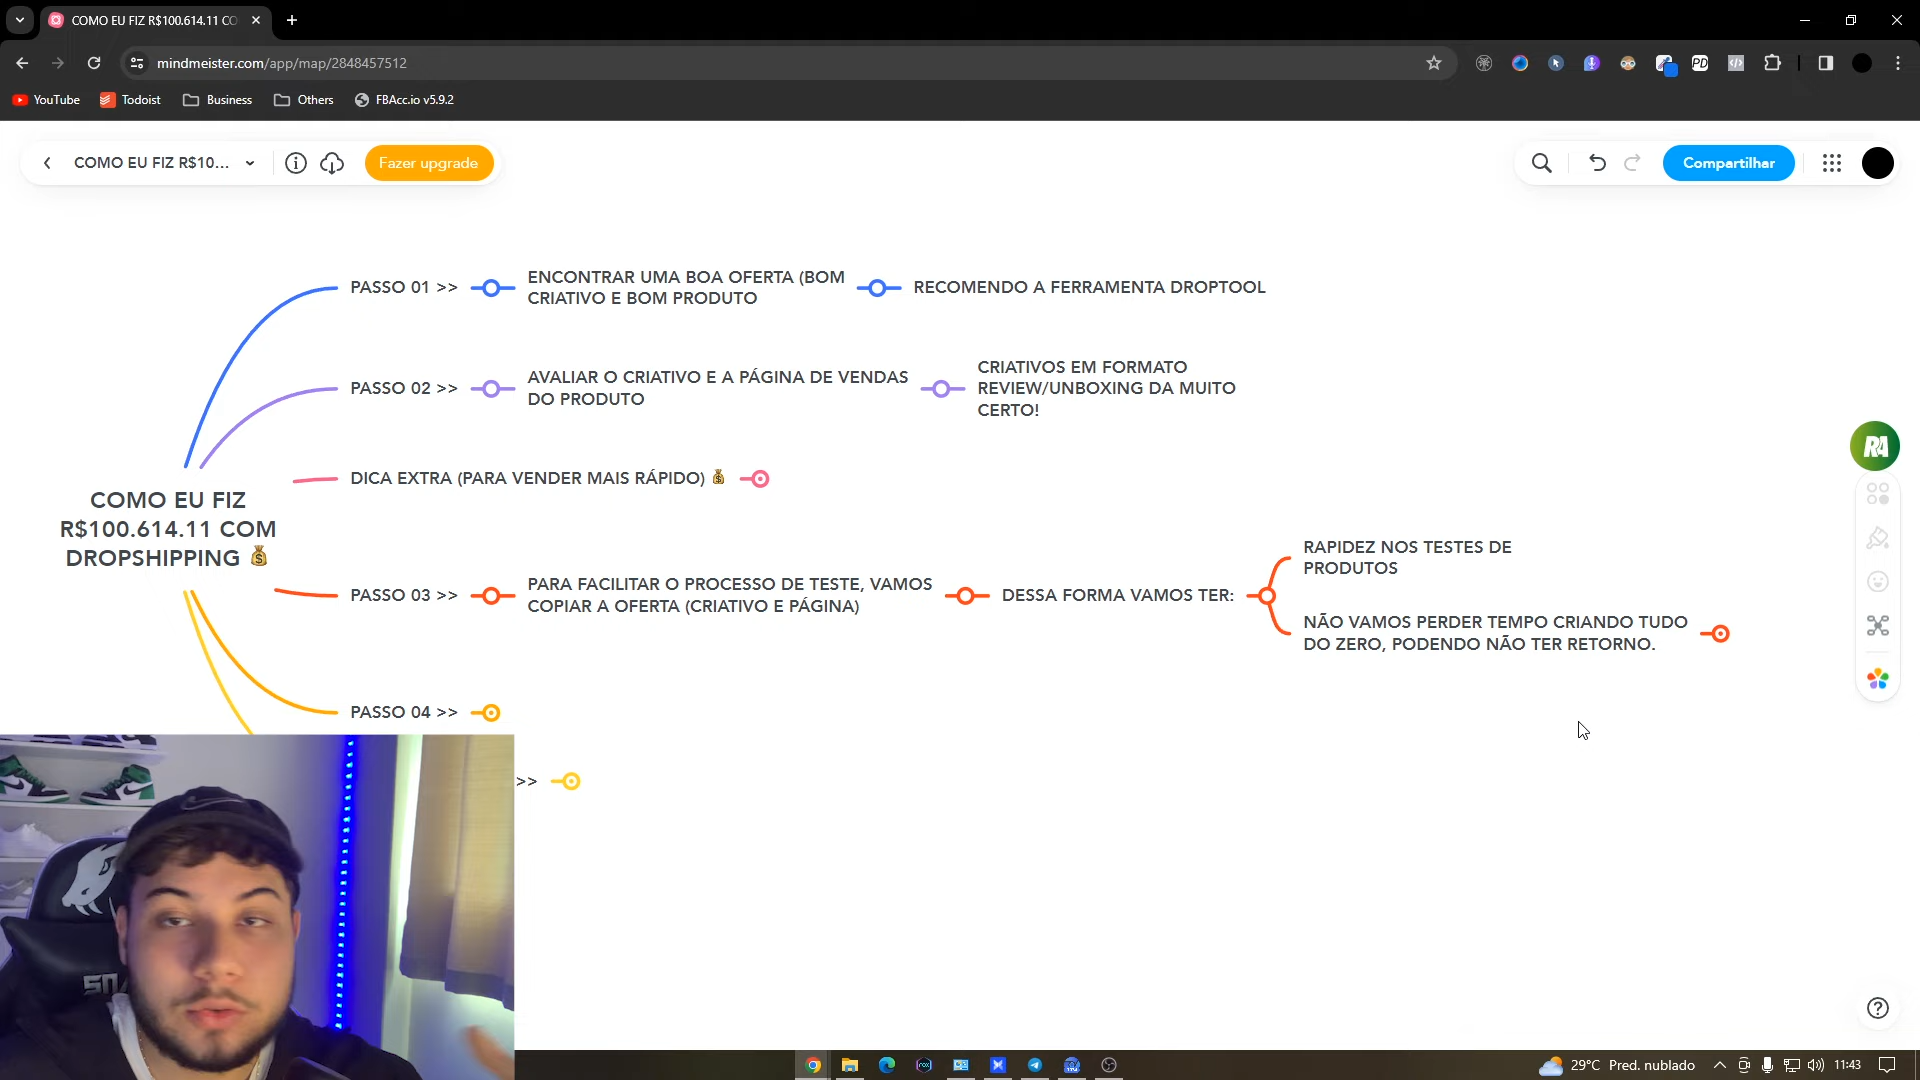 COMO EU FIZ R$100.614.11 CO
mindmeister.com/app/map/2848457512
YouTube
Todoist
Business
Others
FBAcc.io v5.9.2
COMO EU FIZ R$10...
Fazer upgrade
Compartilhar
PASSO 01 >>
ENCONTRAR UMA BOA OFERTA (BOM
CRIATIVO E BOM PRODUTO
RECOMENDO A FERRAMENTA DROPTOOL
PASSO 02 >>
AVALIAR O CRIATIVO E A PÁGINA DE VENDAS
DO PRODUTO
CRIATIVOS EM FORMATO
REVIEW/UNBOXING DA MUITO
CERTO!
DICA EXTRA (PARA VENDER MAIS RÁPIDO) 💰
COMO EU FIZ
R$100.614.11 COM
DROPSHIPPING 💰
PASSO 03 >>
PARA FACILITAR O PROCESSO DE TESTE, VAMOS
COPIAR A OFERTA (CRIATIVO E PÁGINA)
DESSA FORMA VAMOS TER:
RAPIDEZ NOS TESTES DE
PRODUTOS
NÃO VAMOS PERDER TEMPO CRIANDO TUDO
DO ZERO, PODENDO NÃO TER RETORNO.
PASSO 04 >>
>>
RA
PD
29°C Pred. nublado
11:43